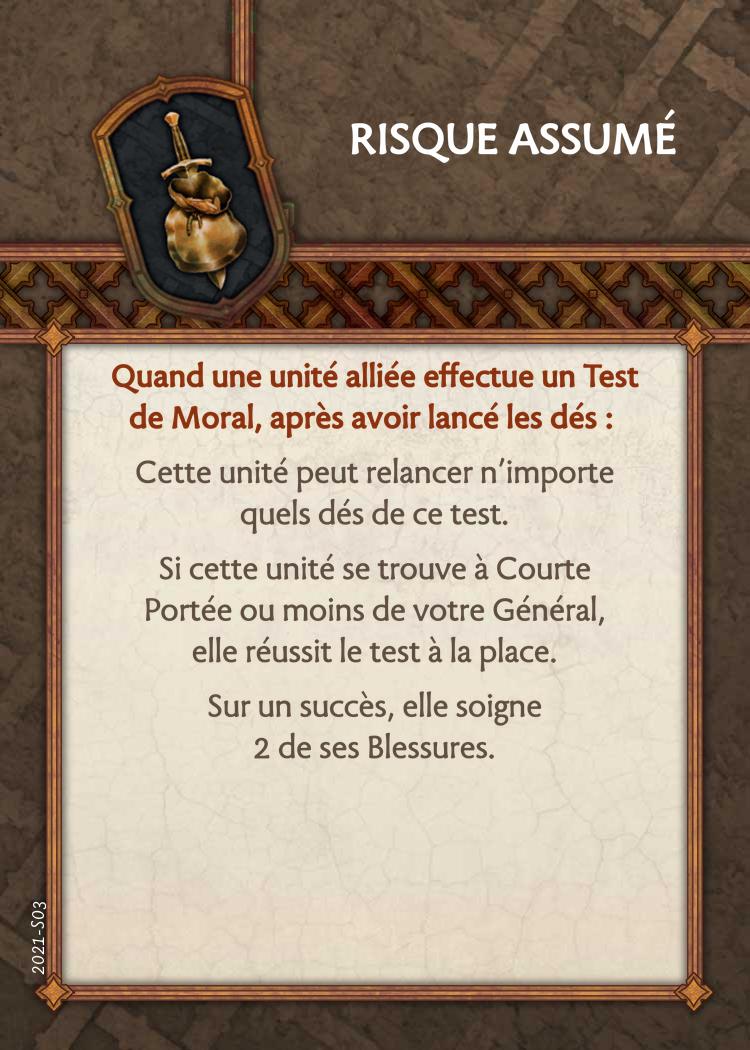 RISQUE ASSUMÉ
Quand une unité alliée effectue un Test
de Moral, après avoir lancé les dés :
Cette unité peut relancer n’importe
quels dés de ce test.
Si cette unité se trouve à Courte
Portée ou moins de votre Général,
elle réussit le test à la place.
Sur un succès, elle soigne
2 de ses Blessures.
2021-S03